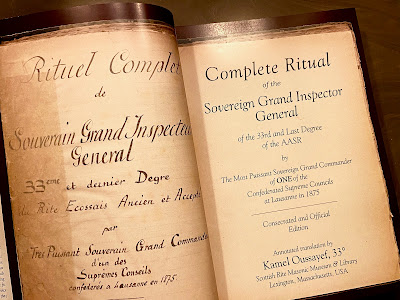 Rituel Complet
de
Souverain Grand Inspecteur
General
33eme et dernier Degre
du Rite Ecossais Ancien et Accepté
par
Très Puissant Souverain Grand Commandeur
d'un des
Suprêmes Conseils
confédérés a Lausanne en 1875.
Complete Ritual
of the
Sovereign Grand Inspector
General
of the 33rd and Last Degree
of the AASR
by
The Most Puissant Sovereign Grand Commander
of ONE of the
Confederated Supreme Councils
at Lausanne in 1875
Consecrated and Official
Edition
Annotated translation by
Kamel Oussayef, 33°
Scottish Rite Masonic Museum & Library
Lexington, Massachusetts, USA